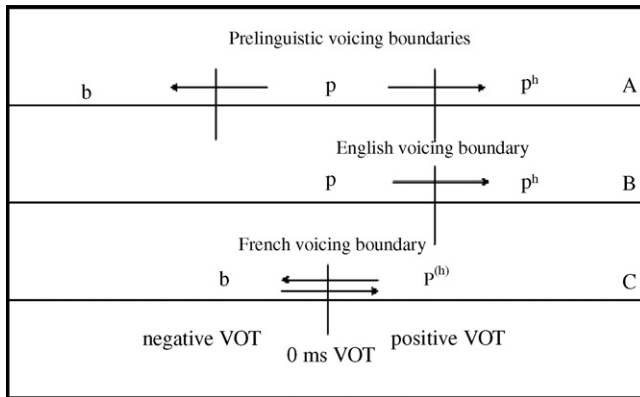 Prelinguistic voicing boundaries
b p pʰ A
English voicing boundary
p pʰ B
French voicing boundary
b P⁽ʰ⁾ C
negative VOT 0 ms VOT positive VOT